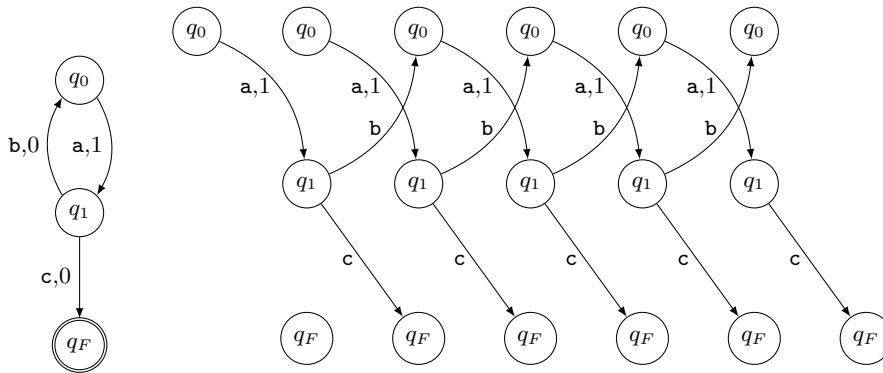 q0 q0 q0 q0 q0 q0
q0
a,1 a,1 a,1 a,1 a,1
b b b b
b,0 a,1
q1 q1 q1 q1 q1
q1
c c c c c
c,0
qF qF qF qF qF qF
qF